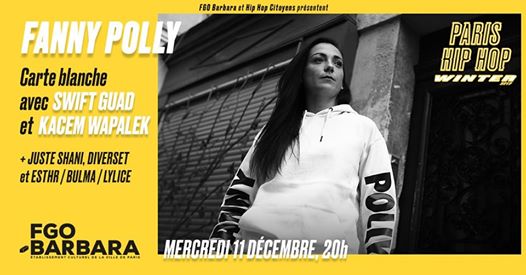 FGO Barbara et Hip Hop Citoyens présentent
FANNY POLLY
Carte blanche
avec SWIFT GUAD
et KACEM WAPALEK
+ JUSTE SHANI, DIVERSET
et ESTHR / BULMA / LYLICE
FGO
BARBARA
ÉTABLISSEMENT CULTUREL DE LA VILLE DE PARIS
PARIS
HIP HOP
WINTER
FANNY
POLLY
MERCREDI 11 DÉCEMBRE, 20h